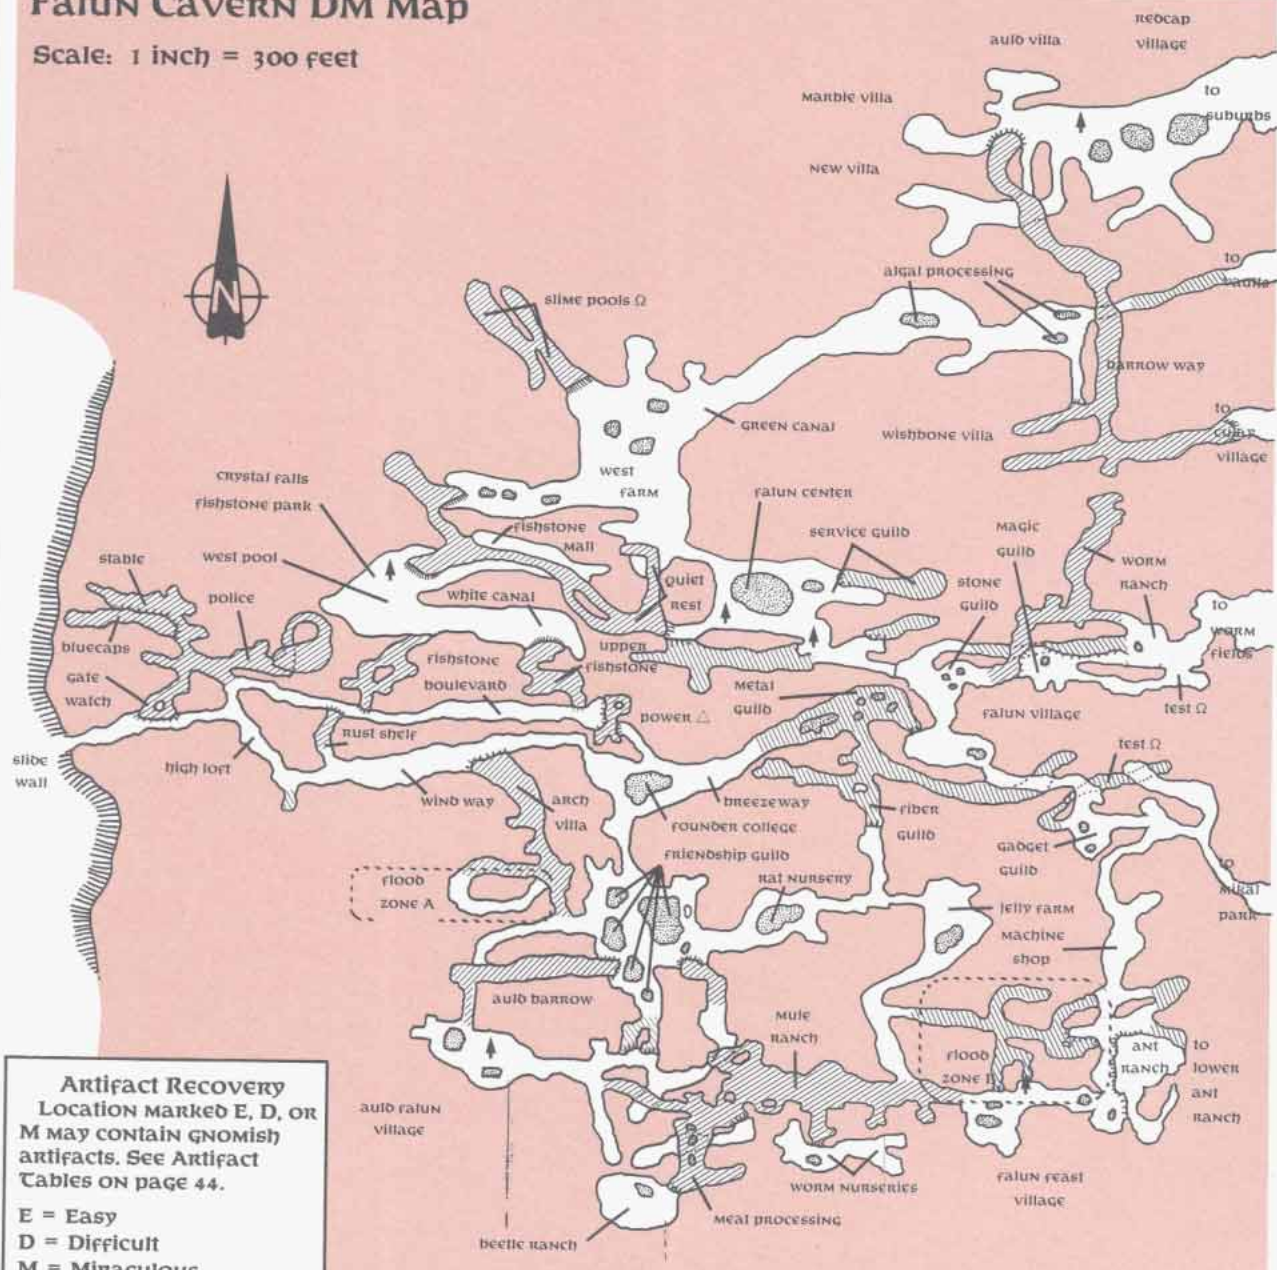 Falun Cavern DM Map
Scale: 1 inch = 300 feet
Redcap
village
auld villa
to
suburbs
Marble villa
New villa
algal processing
to
vaults
slime pools Ω
N
barrow way
green canal
wishbone villa
to
village
crystal falls
fishstone park
west
farm
falun center
service guild
magic
guild
fishstone
mall
stable
west pool
quiet
rest
stone
guild
worm
ranch
police
white canal
to
worm
fields
bluecaps
upper
fishstone
fishstone
boulevard
gate
watch
metal
guild
power △
falun village
test Ω
rust shelf
slide
wall
high loft
test Ω
wind way
arch
villa
breezeway
fiber
guild
founder college
gadget
guild
friendship guild
flood
zone A
rat nursery
to
mikal
park
jelly farm
machine
shop
auld barrow
mule
ranch
flood
zone
ant
ranch
to
lower
ant
ranch
auld falun
village
Artifact Recovery
Location marked E, D, or
M may contain gnomish
artifacts. See Artifact
Tables on page 44.
E = Easy
D = Difficult
M = Miraculous
worm nurseries
falun feast
village
meal processing
beetle ranch